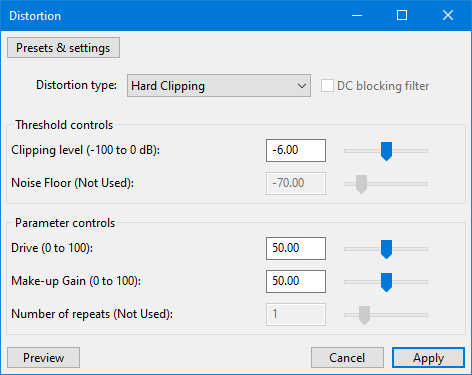 Distortion
Presets & settings
Distortion type: Hard Clipping DC blocking filter
Threshold controls
Clipping level (-100 to 0 dB): -6.00
Noise Floor (Not Used): -70.00
Parameter controls
Drive (0 to 100): 50.00
Make-up Gain (0 to 100): 50.00
Number of repeats (Not Used): 1
Preview Cancel Apply